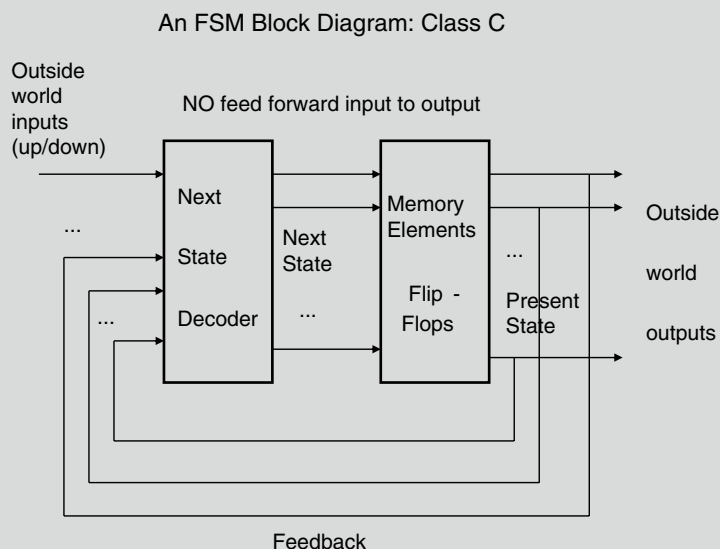 An FSM Block Diagram: Class C
Outside
world
inputs
(up/down)
NO feed forward input to output
Next
State
Decoder
...
...
Next
State
...
Memory
Elements
Flip -
Flops
...
Present
State
Outside
world
outputs
Feedback